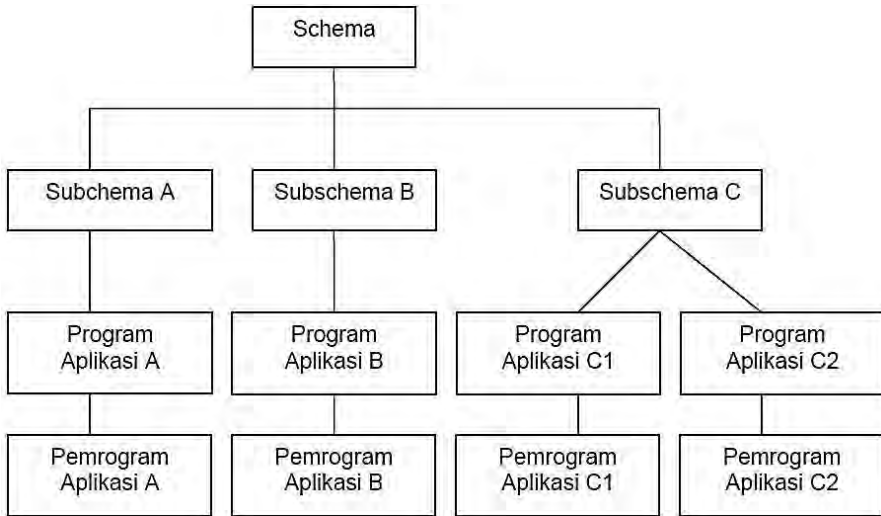 Schema
Subchema A
Subschema B
Subschema C
Program
Aplikasi A
Program
Aplikasi B
Program
Aplikasi C1
Program
Aplikasi C2
Pemrogram
Aplikasi A
Pemrogram
Aplikasi B
Pemrogram
Aplikasi C1
Pemrogram
Aplikasi C2